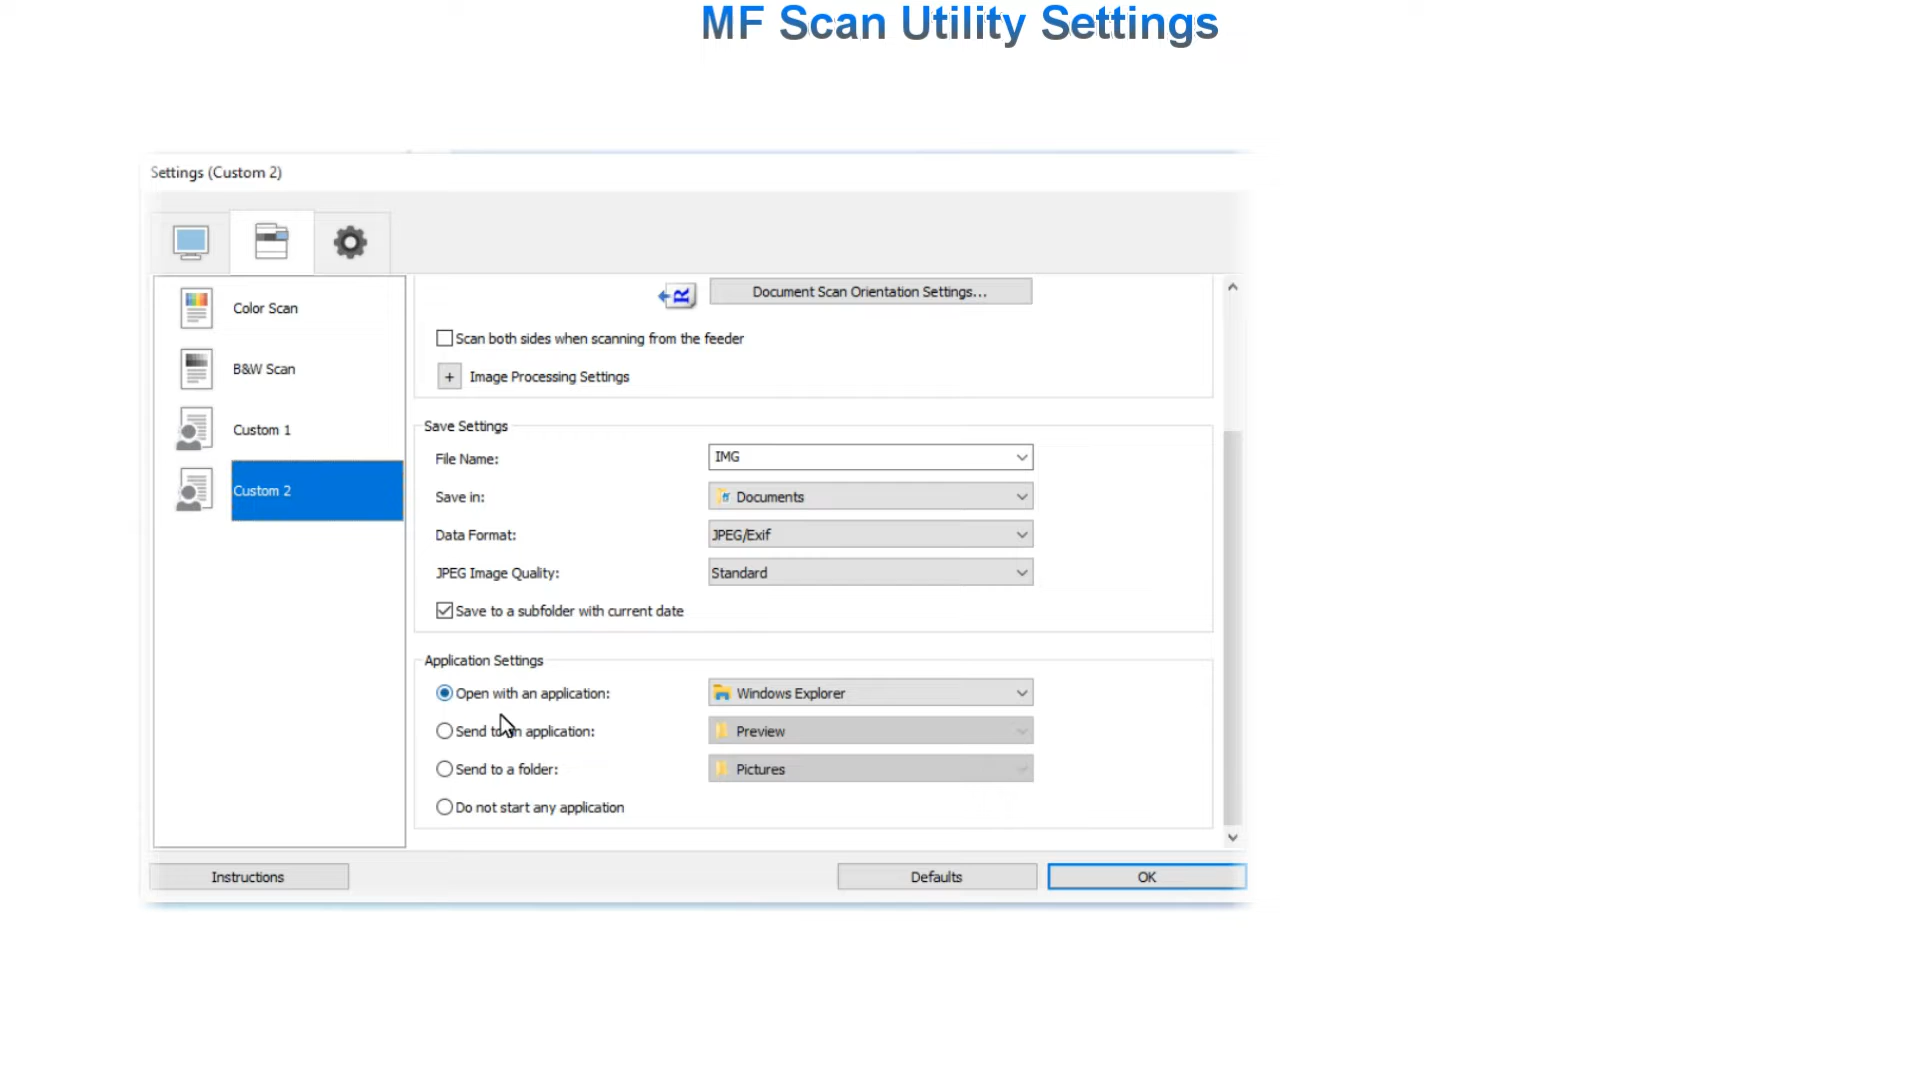 MF Scan Utility Settings
Settings (Custom 2)
Color Scan
B&W Scan
Custom 1
Custom 2
Document Scan Orientation Settings...
Scan both sides when scanning from the feeder
+ Image Processing Settings
Save Settings
File Name: IMG
Save in: Documents
Data Format: JPEG/Exif
JPEG Image Quality: Standard
Save to a subfolder with current date
Application Settings
Open with an application: Windows Explorer
Send to an application: Preview
Send to a folder: Pictures
Do not start any application
Instructions
Defaults
OK